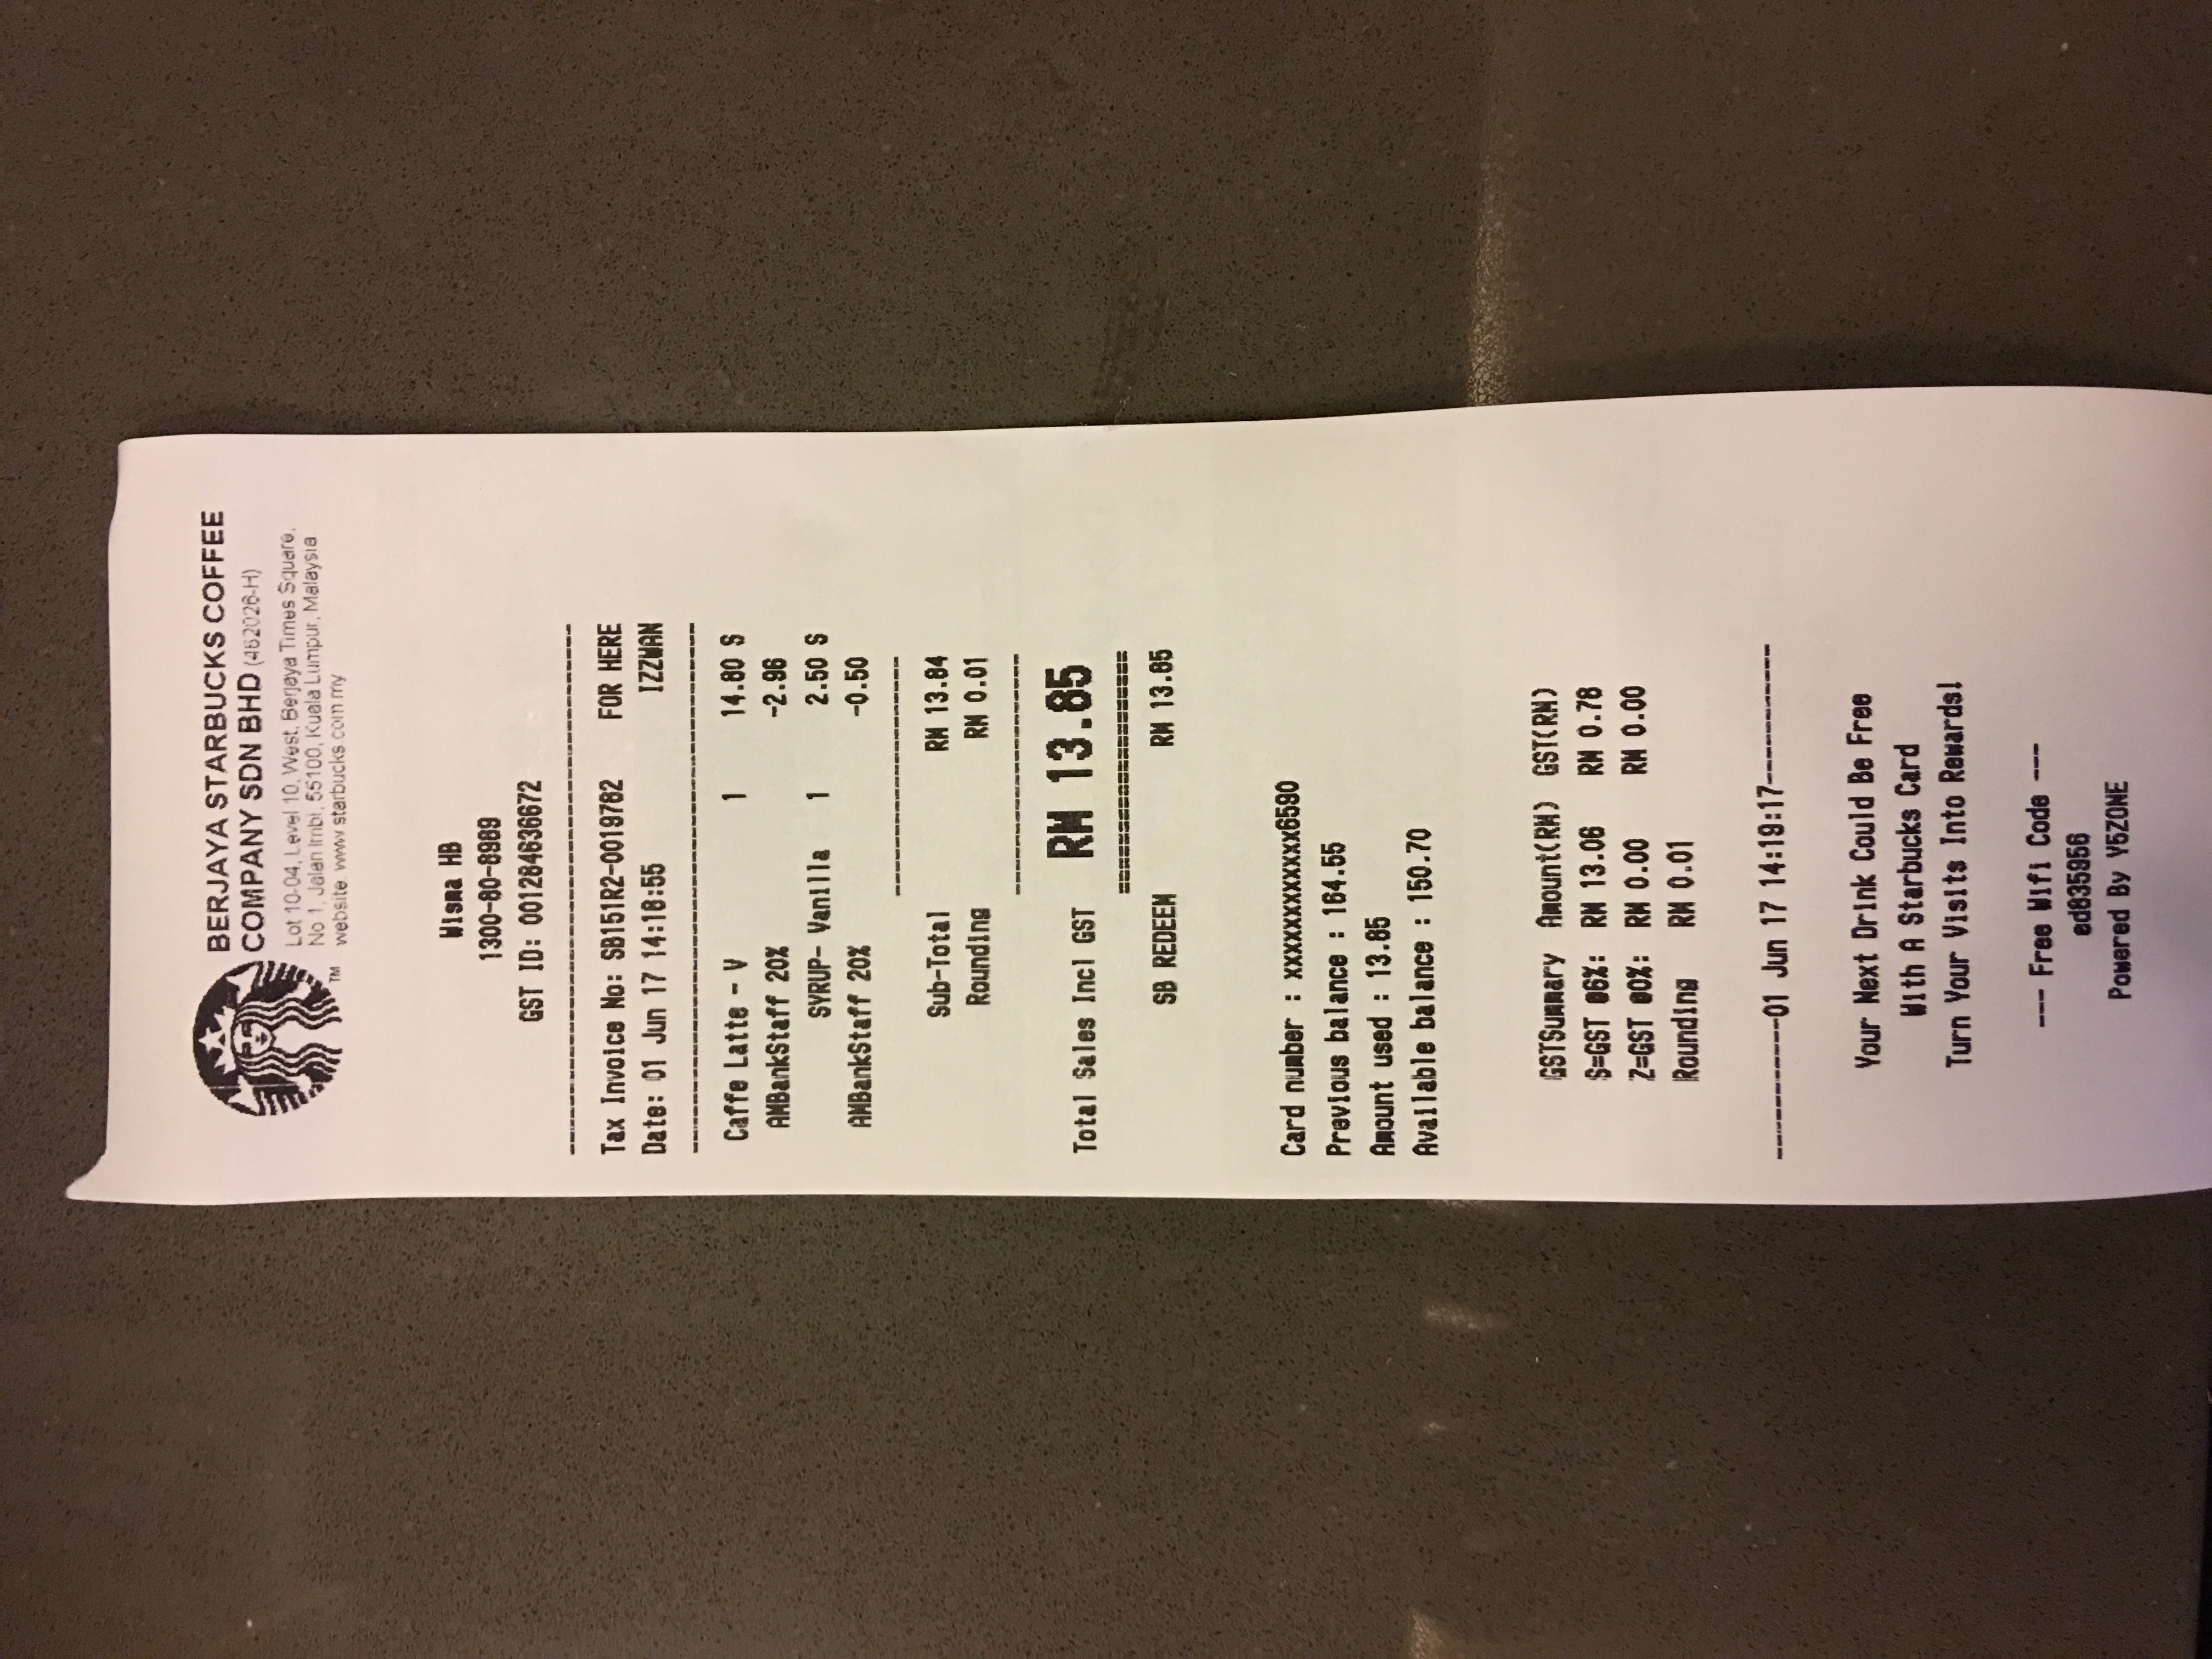 BERJAYA STARBUCKS COFFEE
COMPANY SDN BHD (462026-H)
Lot 10-04, Level 10, West, Berjaya Times Square,
No 1, Jalan Imbi, 55100, Kuala Lumpur, Malaysia
website. www.starbucks.com.my
TM
Wisma HB
1300-80-8989
GST ID: 001284636672
Tax Invoice No: SB151R2-0019782 FOR HERE
Date: 01 Jun 17 14:18:55 IZZWAN
Caffe Latte - V 1 14.80 S
AMBankStaff 20% -2.96
SYRUP- Vanilla 1 2.50 S
AMBankStaff 20% -0.50
Sub-Total RM 13.84
Rounding RM 0.01
Total Sales Incl GST RM 13.85
SB REDEEM RM 13.85
Card number : xxxxxxxxxxxx6590
Previous balance : 164.55
Amount used : 13.85
Available balance : 150.70
GSTSummary Amount(RM) GST(RM)
S=GST @6%: RM 13.06 RM 0.78
Z=GST @0%: RM 0.00 RM 0.00
Rounding RM 0.01
-----------01 Jun 17 14:19:17-----------
Your Next Drink Could Be Free
With A Starbucks Card
Turn Your Visits Into Rewards!
--- Free Wifi Code ---
ed835956
Powered By Y5ZONE